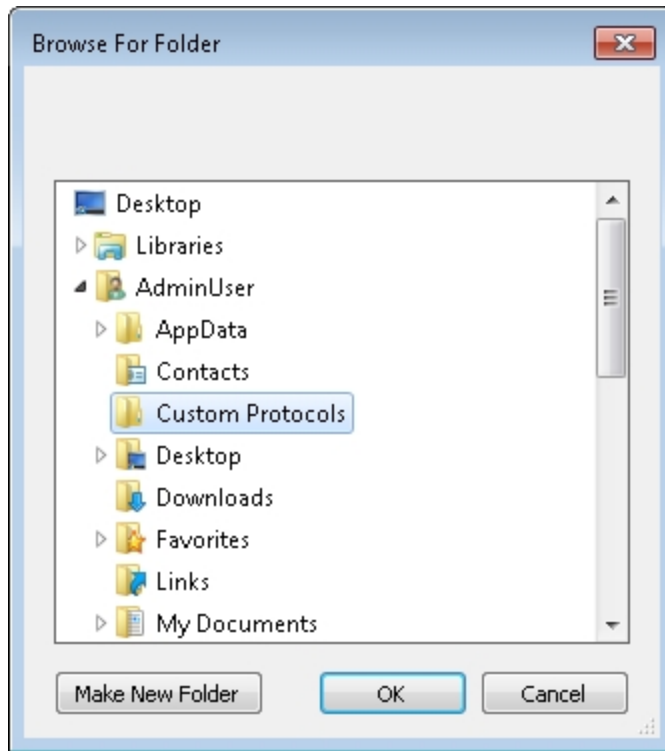 Browse For Folder
Desktop
Libraries
AdminUser
AppData
Contacts
Custom Protocols
Desktop
Downloads
Favorites
Links
My Documents
Make New Folder OK Cancel